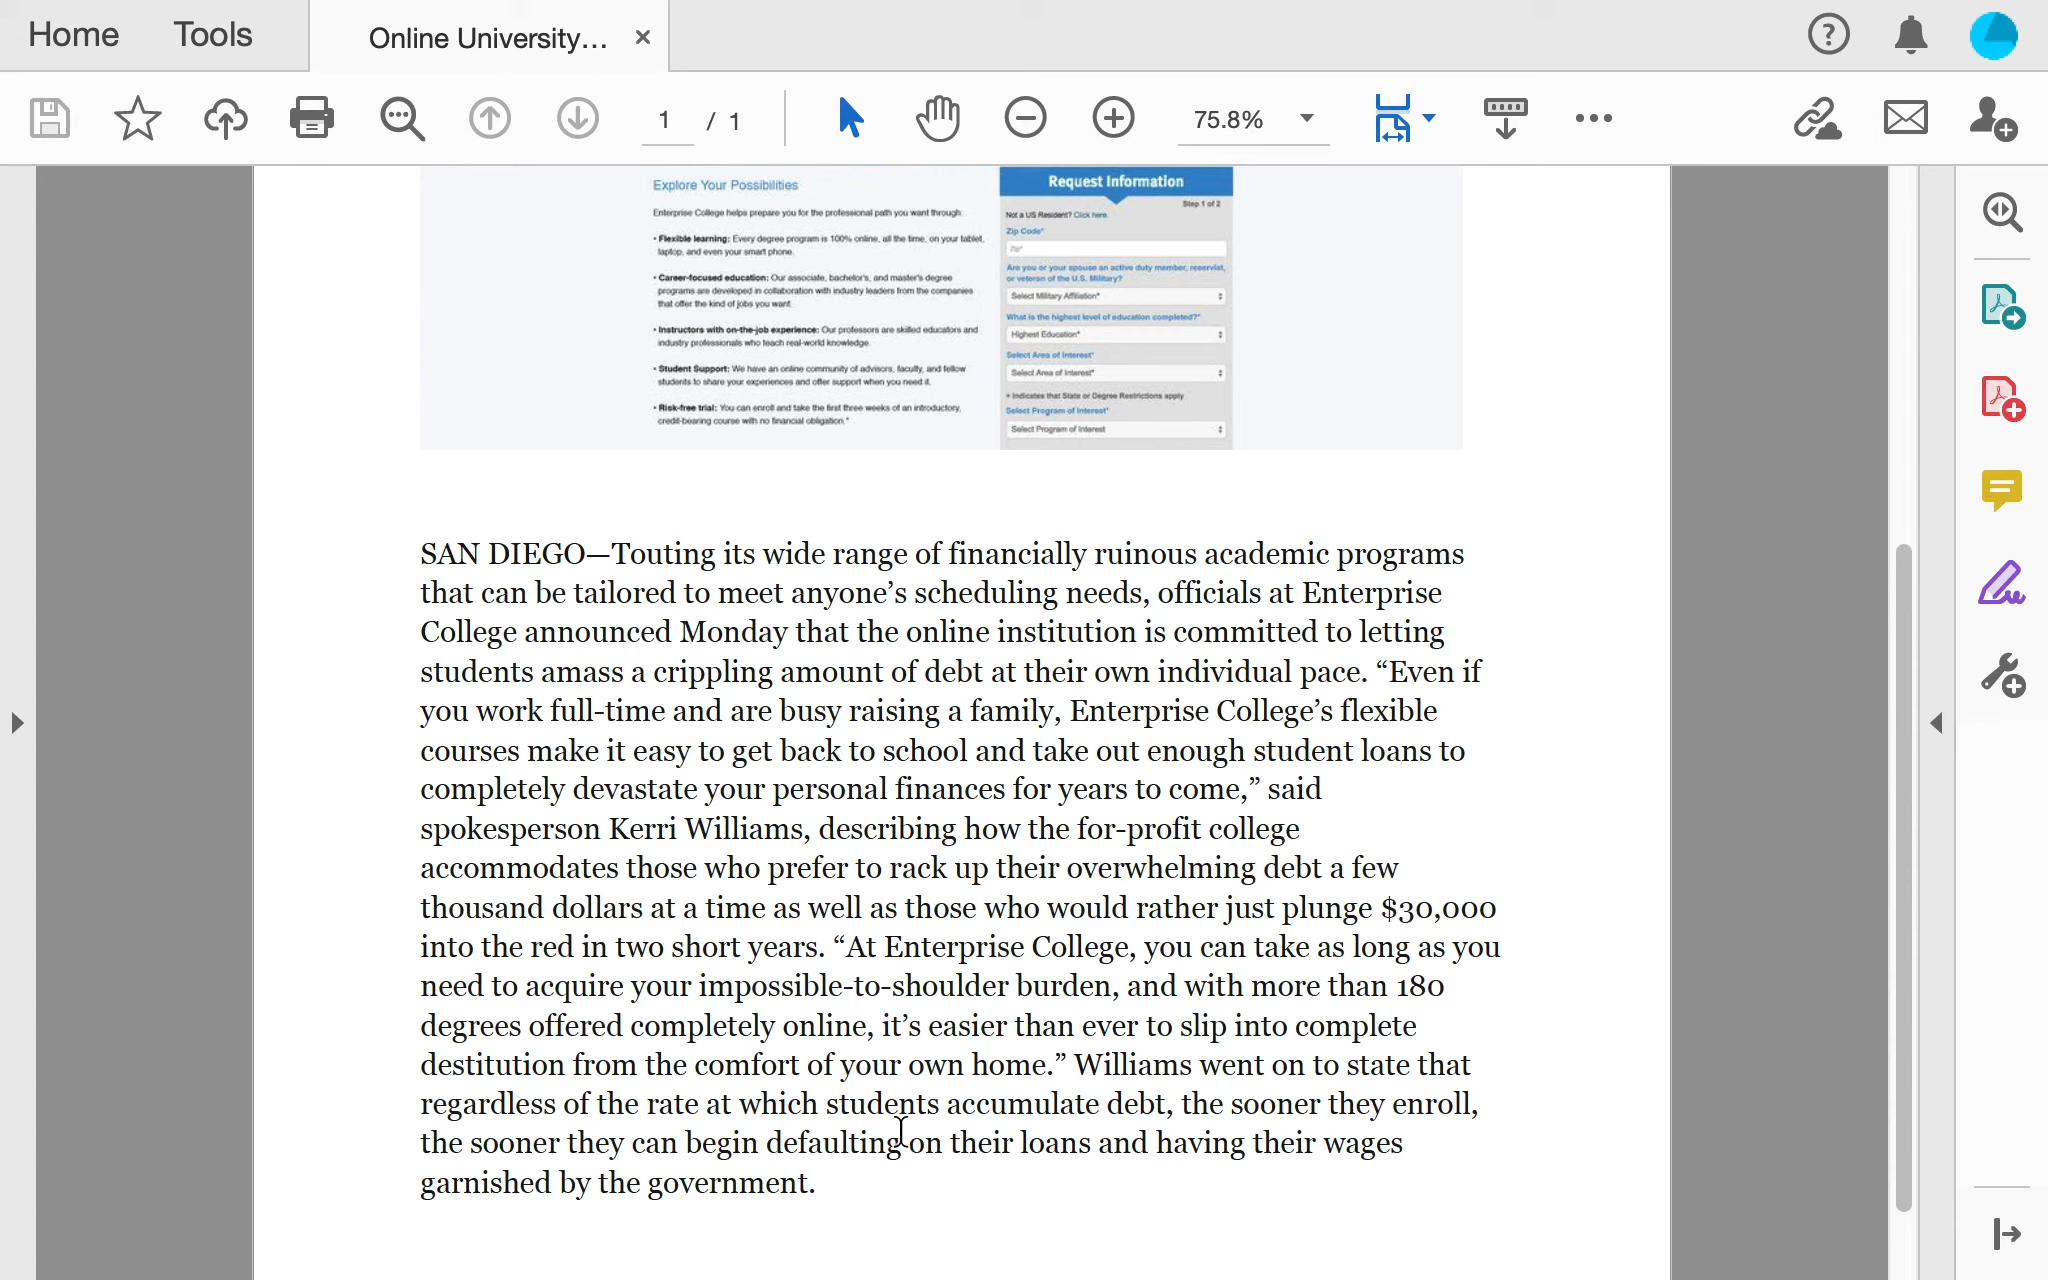 Home Tools Online University...
1 / 1 75.8%
Explore Your Possibilities
Enterprise College helps prepare you for the professional path you want through:
• Flexible learning: Every degree program is 100% online, all the time, on your tablet,
laptop, and even your smart phone.
• Career-focused education: Our associate, bachelor's, and master's degree
programs are developed in collaboration with industry leaders from the companies
that offer the kind of jobs you want.
• Instructors with on-the-job experience: Our professors are skilled educators and
industry professionals who teach real-world knowledge.
• Student Support: We have an online community of advisors, faculty, and fellow
students to share your experiences and offer support when you need it.
• Risk-free trial: You can enroll and take the first three weeks of an introductory,
credit-bearing course with no financial obligation.*
Request Information
Step 1 of 2
Not a US Resident? Click here.
Zip Code*
Zip*
Are you or your spouse an active duty member, reservist,
or veteran of the U.S. Military?
Select Military Affiliation*
What is the highest level of education completed?*
Highest Education*
Select Area of Interest*
Select Area of Interest*
+ Indicates that State or Degree Restrictions apply
Select Program of Interest*
Select Program of Interest
SAN DIEGO—Touting its wide range of financially ruinous academic programs
that can be tailored to meet anyone’s scheduling needs, officials at Enterprise
College announced Monday that the online institution is committed to letting
students amass a crippling amount of debt at their own individual pace. “Even if
you work full-time and are busy raising a family, Enterprise College’s flexible
courses make it easy to get back to school and take out enough student loans to
completely devastate your personal finances for years to come,” said
spokesperson Kerri Williams, describing how the for-profit college
accommodates those who prefer to rack up their overwhelming debt a few
thousand dollars at a time as well as those who would rather just plunge $30,000
into the red in two short years. “At Enterprise College, you can take as long as you
need to acquire your impossible-to-shoulder burden, and with more than 180
degrees offered completely online, it’s easier than ever to slip into complete
destitution from the comfort of your own home.” Williams went on to state that
regardless of the rate at which students accumulate debt, the sooner they enroll,
the sooner they can begin defaulting on their loans and having their wages
garnished by the government.